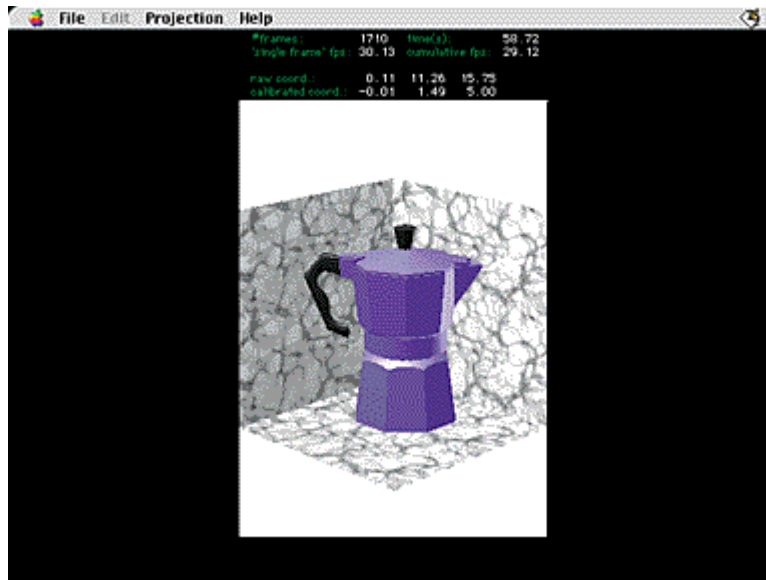 File Edit Projection Help
#frames: 1710 time(s): 58.72
'single frame' fps: 30.13 cumulative fps: 29.12
raw coord.: 0.11 11.26 15.75
calibrated coord.: -0.01 1.49 5.00